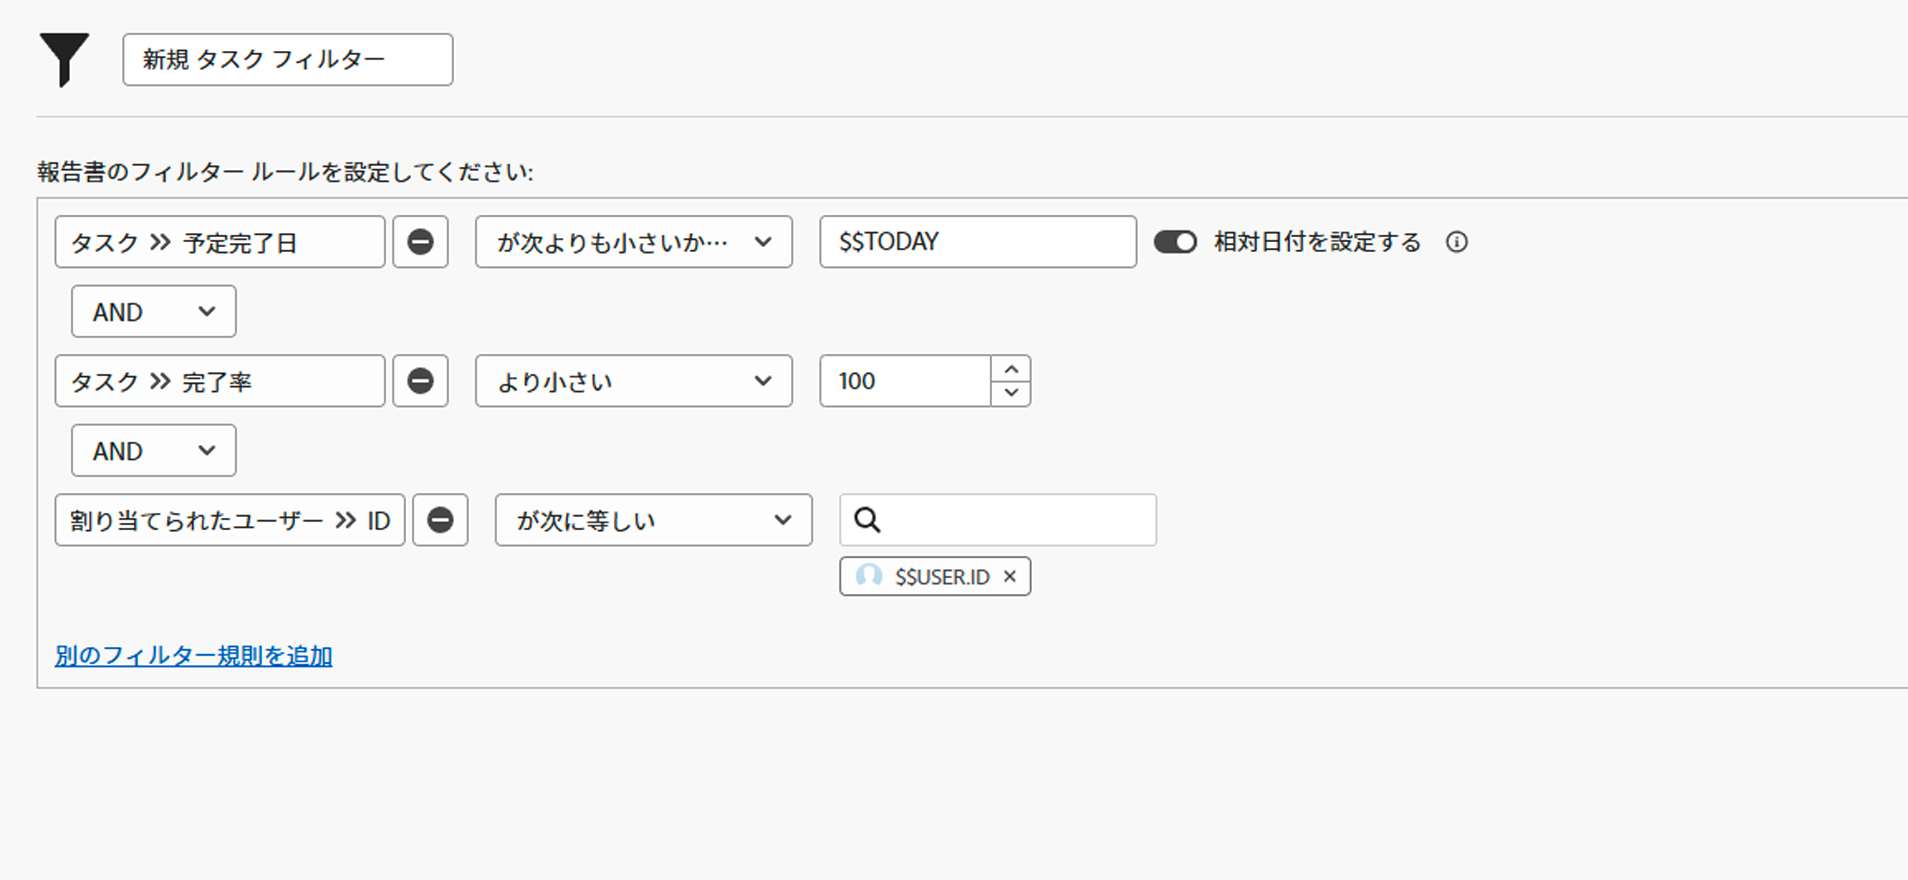 新規 タスク フィルター
報告書のフィルター ルールを設定してください:
タスク >> 予定完了日 が次よりも小さいか… $$TODAY 相対日付を設定する
AND
タスク >> 完了率 より小さい 100
AND
割り当てられたユーザー >> ID が次に等しい
$$USER.ID ×
別のフィルター規則を追加